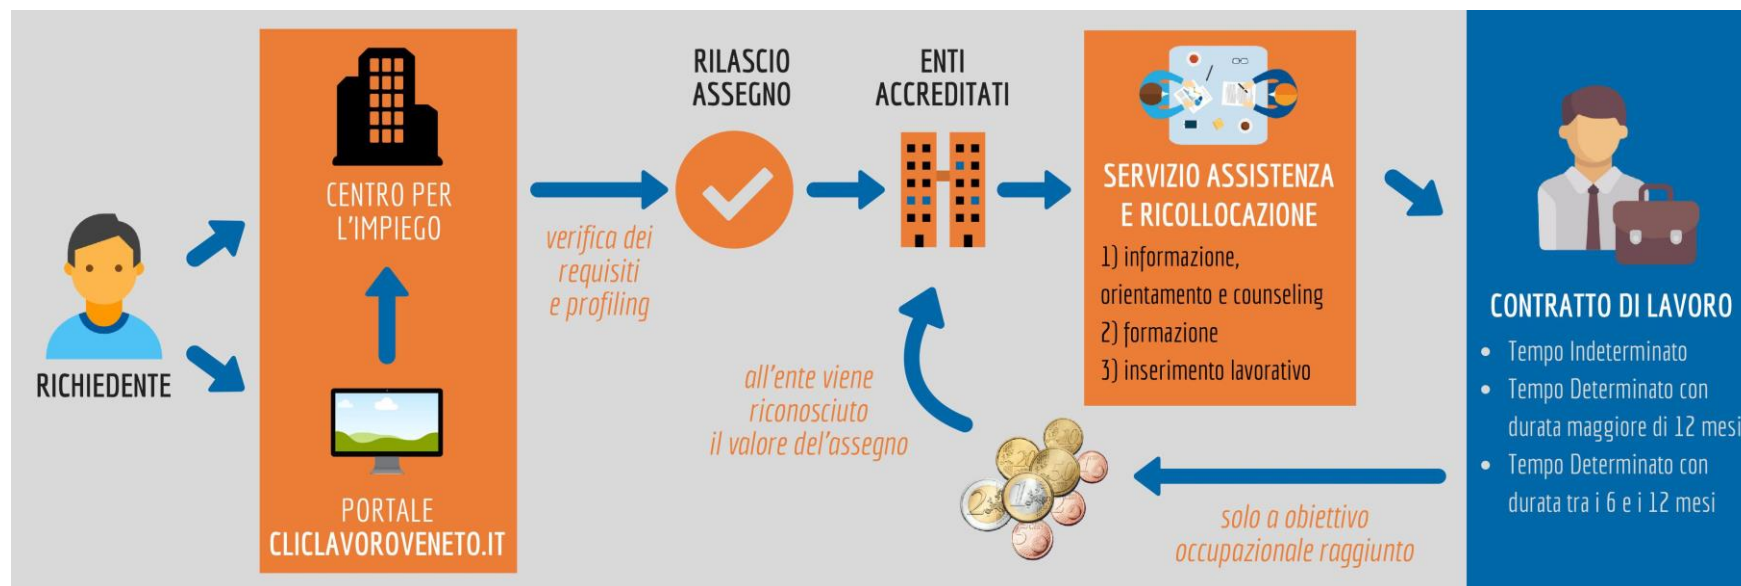 RICHIEDENTE
CENTRO PER
L'IMPIEGO
PORTALE
CLICLAVOROVENETO.IT
verifica dei
requisiti
e profiling
RILASCIO
ASSEGNO
ENTI
ACCREDITATI
all'ente viene
riconosciuto
il valore del'assegno
SERVIZIO ASSISTENZA
E RICOLLOCAZIONE
1) informazione,
orientamento e counseling
2) formazione
3) inserimento lavorativo
solo a obiettivo
occupazionale raggiunto
CONTRATTO DI LAVORO
• Tempo Indeterminato
• Tempo Determinato con
durata maggiore di 12 mesi
• Tempo Determinato con
durata tra i 6 e i 12 mesi